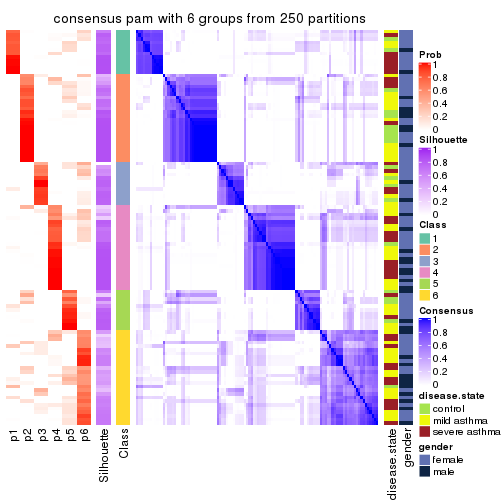 consensus pam with 6 groups from 250 partitions
Prob
1
0.8
0.6
0.4
0.2
0
Silhouette
1
0.8
0.6
0.4
0.2
0
Class
1
2
3
4
5
6
Consensus
1
0.8
0.6
0.4
0.2
0
disease.state
control
mild asthma
severe asthma
gender
female
male
p1
p2
p3
p4
p5
p6
Silhouette
Class
disease.state
gender